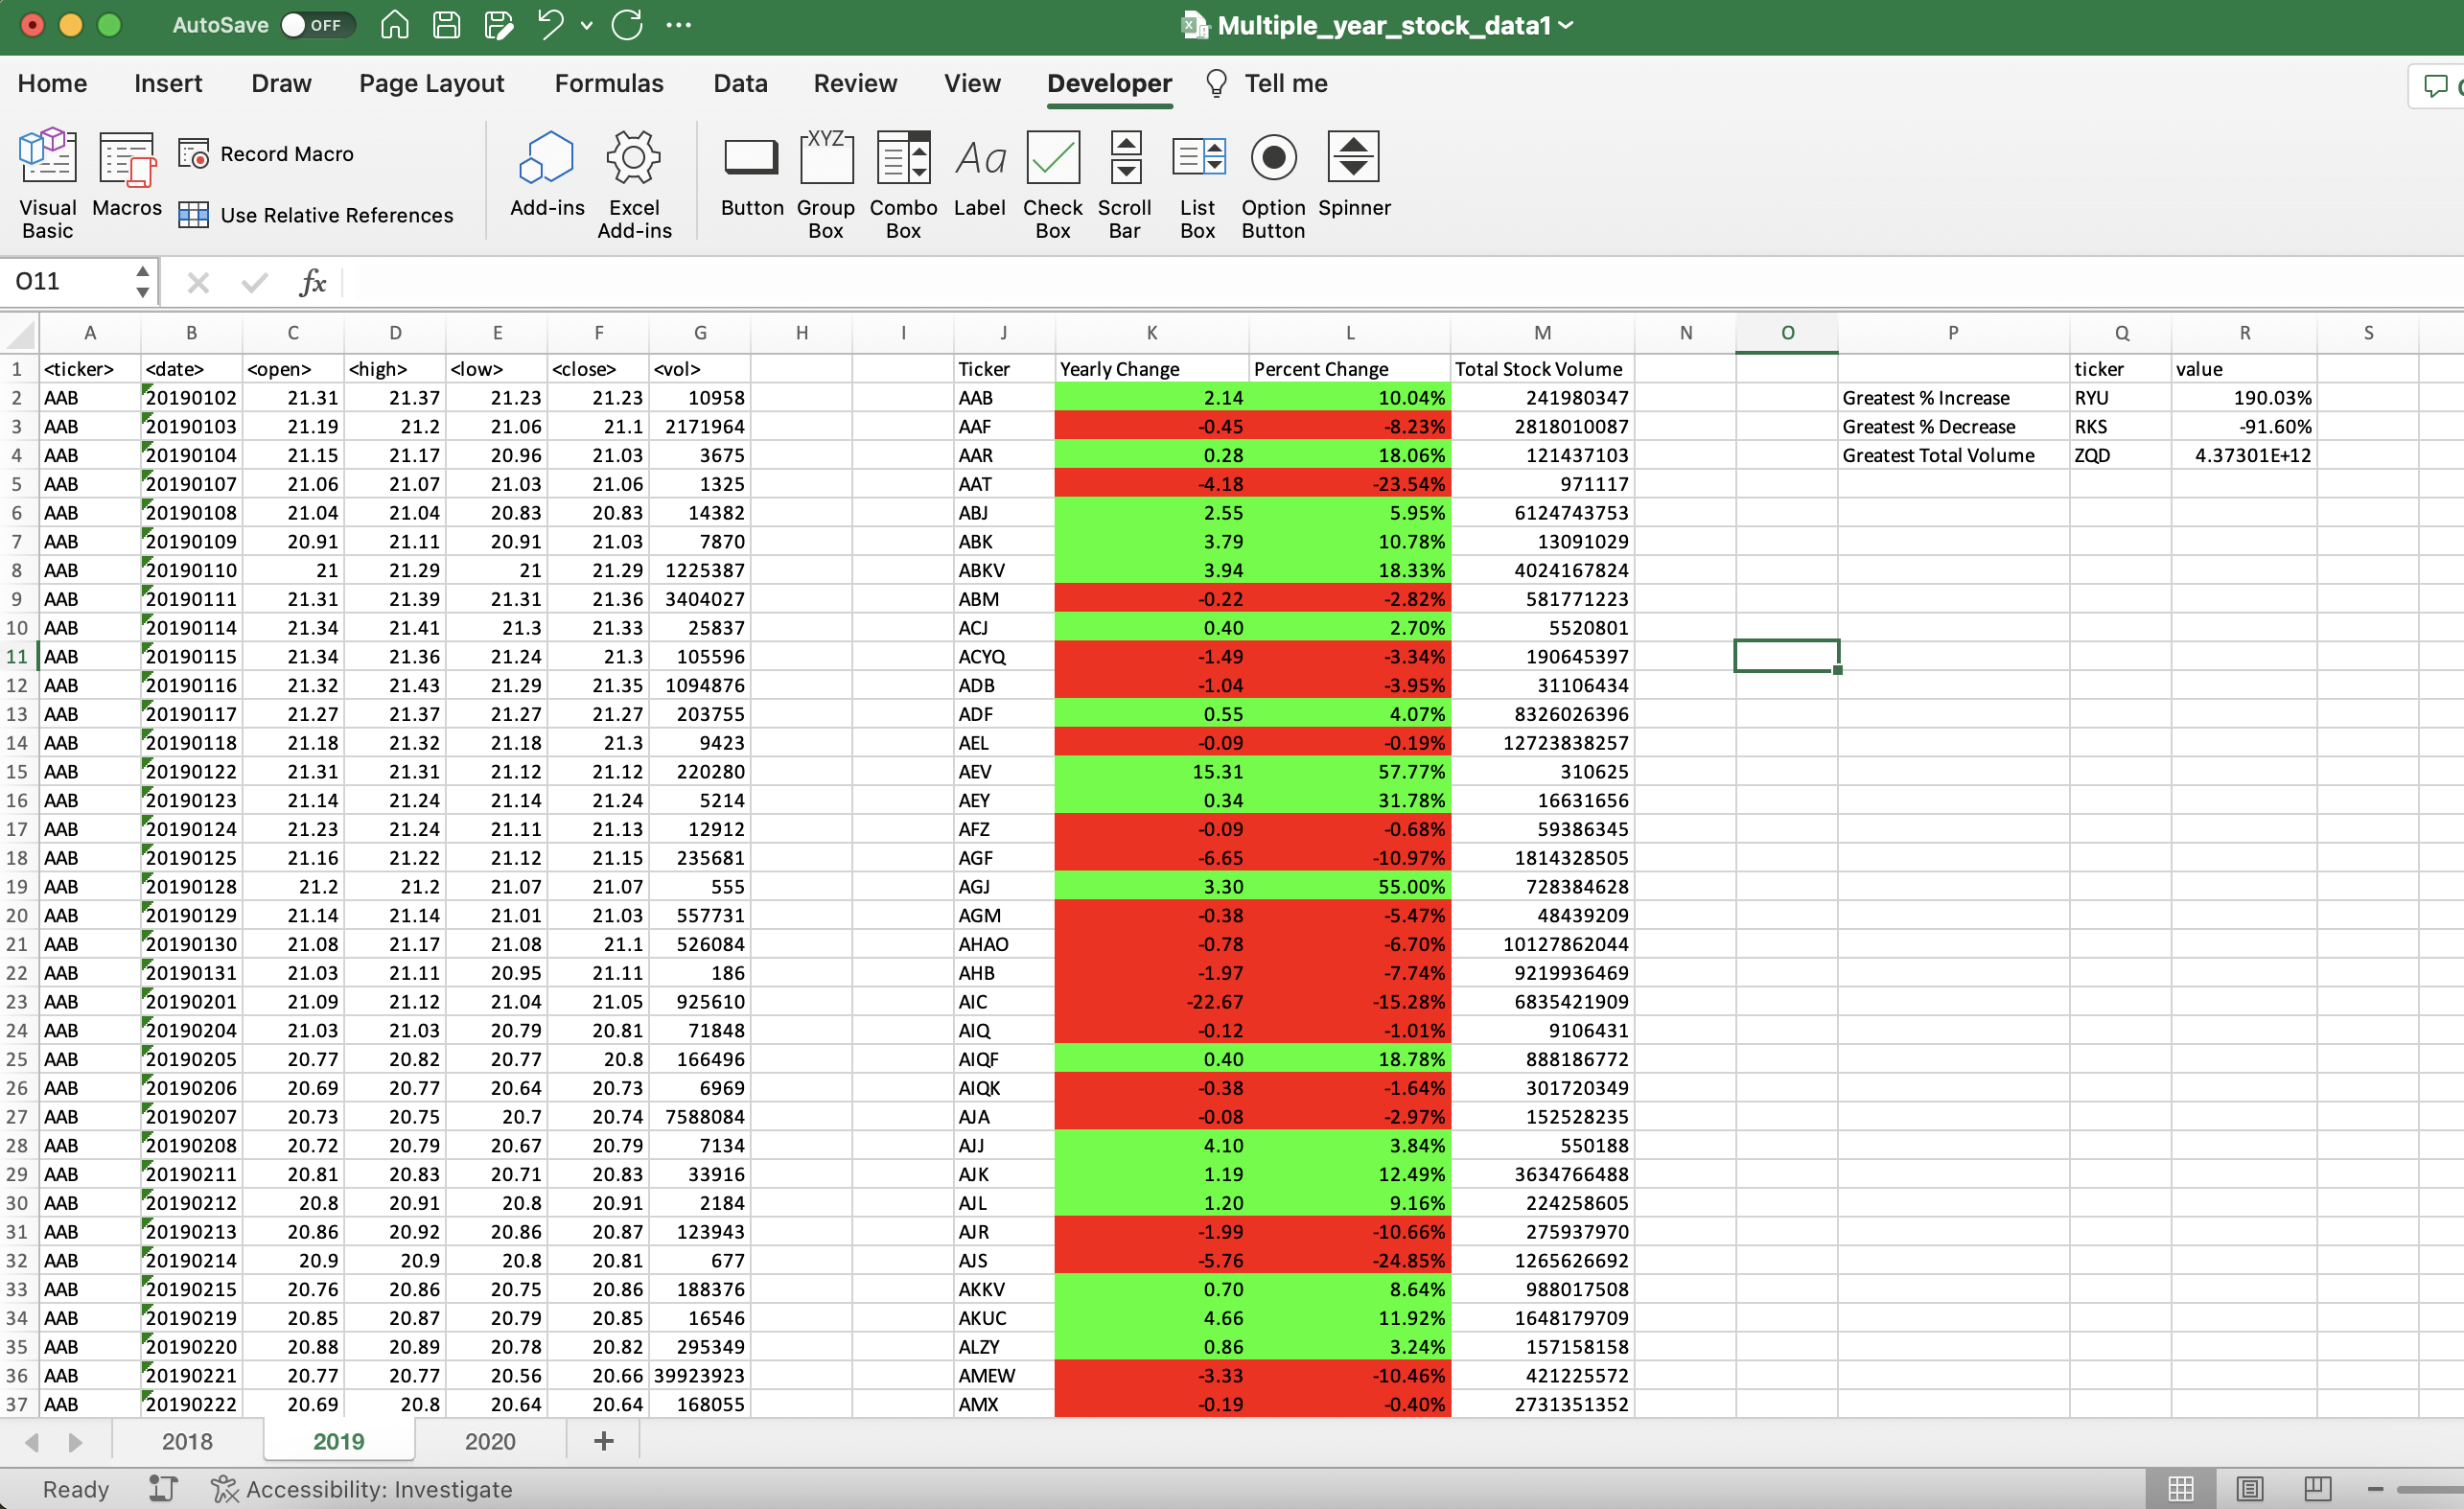 AutoSave OFF Multiple_year_stock_data1
Home Insert Draw Page Layout Formulas Data Review View Developer Tell me
Visual Basic Macros Record Macro Use Relative References Add-ins Excel Add-ins Button Group Box Combo Box Label Check Box Scroll Bar List Box Option Button Spinner
XYZ Aa
O11 fx
A B C D E F G H I J K L M N O P Q R S
1 <ticker> <date> <open> <high> <low> <close> <vol> Ticker Yearly Change Percent Change Total Stock Volume ticker value
2 AAB 20190102 21.31 21.37 21.23 21.23 10958 AAB 2.14 10.04% 241980347 Greatest % Increase RYU 190.03%
3 AAB 20190103 21.19 21.2 21.06 21.1 2171964 AAF -0.45 -8.23% 2818010087 Greatest % Decrease RKS -91.60%
4 AAB 20190104 21.15 21.17 20.96 21.03 3675 AAR 0.28 18.06% 121437103 Greatest Total Volume ZQD 4.37301E+12
5 AAB 20190107 21.06 21.07 21.03 21.06 1325 AAT -4.18 -23.54% 971117
6 AAB 20190108 21.04 21.04 20.83 20.83 14382 ABJ 2.55 5.95% 6124743753
7 AAB 20190109 20.91 21.11 20.91 21.03 7870 ABK 3.79 10.78% 13091029
8 AAB 20190110 21 21.29 21 21.29 1225387 ABKV 3.94 18.33% 4024167824
9 AAB 20190111 21.31 21.39 21.31 21.36 3404027 ABM -0.22 -2.82% 581771223
10 AAB 20190114 21.34 21.41 21.3 21.33 25837 ACJ 0.40 2.70% 5520801
11 AAB 20190115 21.34 21.36 21.24 21.3 105596 ACYQ -1.49 -3.34% 190645397
12 AAB 20190116 21.32 21.43 21.29 21.35 1094876 ADB -1.04 -3.95% 31106434
13 AAB 20190117 21.27 21.37 21.27 21.27 203755 ADF 0.55 4.07% 8326026396
14 AAB 20190118 21.18 21.32 21.18 21.3 9423 AEL -0.09 -0.19% 12723838257
15 AAB 20190122 21.31 21.31 21.12 21.12 220280 AEV 15.31 57.77% 310625
16 AAB 20190123 21.14 21.24 21.14 21.24 5214 AEY 0.34 31.78% 16631656
17 AAB 20190124 21.23 21.24 21.11 21.13 12912 AFZ -0.09 -0.68% 59386345
18 AAB 20190125 21.16 21.22 21.12 21.15 235681 AGF -6.65 -10.97% 1814328505
19 AAB 20190128 21.2 21.2 21.07 21.07 555 AGJ 3.30 55.00% 728384628
20 AAB 20190129 21.14 21.14 21.01 21.03 557731 AGM -0.38 -5.47% 48439209
21 AAB 20190130 21.08 21.17 21.08 21.1 526084 AHAO -0.78 -6.70% 10127862044
22 AAB 20190131 21.03 21.11 20.95 21.11 186 AHB -1.97 -7.74% 9219936469
23 AAB 20190201 21.09 21.12 21.04 21.05 925610 AIC -22.67 -15.28% 6835421909
24 AAB 20190204 21.03 21.03 20.79 20.81 71848 AIQ -0.12 -1.01% 9106431
25 AAB 20190205 20.77 20.82 20.77 20.8 166496 AIQF 0.40 18.78% 888186772
26 AAB 20190206 20.69 20.77 20.64 20.73 6969 AIQK -0.38 -1.64% 301720349
27 AAB 20190207 20.73 20.75 20.7 20.74 7588084 AJA -0.08 -2.97% 152528235
28 AAB 20190208 20.72 20.79 20.67 20.79 7134 AJJ 4.10 3.84% 550188
29 AAB 20190211 20.81 20.83 20.71 20.83 33916 AJK 1.19 12.49% 3634766488
30 AAB 20190212 20.8 20.91 20.8 20.91 2184 AJL 1.20 9.16% 224258605
31 AAB 20190213 20.86 20.92 20.86 20.87 123943 AJR -1.99 -10.66% 275937970
32 AAB 20190214 20.9 20.9 20.8 20.81 677 AJS -5.76 -24.85% 1265626692
33 AAB 20190215 20.76 20.86 20.75 20.86 188376 AKKV 0.70 8.64% 988017508
34 AAB 20190219 20.85 20.87 20.79 20.85 16546 AKUC 4.66 11.92% 1648179709
35 AAB 20190220 20.88 20.89 20.78 20.82 295349 ALZY 0.86 3.24% 157158158
36 AAB 20190221 20.77 20.77 20.56 20.66 39923923 AMEW -3.33 -10.46% 421225572
37 AAB 20190222 20.69 20.8 20.64 20.64 168055 AMX -0.19 -0.40% 2731351352
2018 2019 2020 +
Ready Accessibility: Investigate